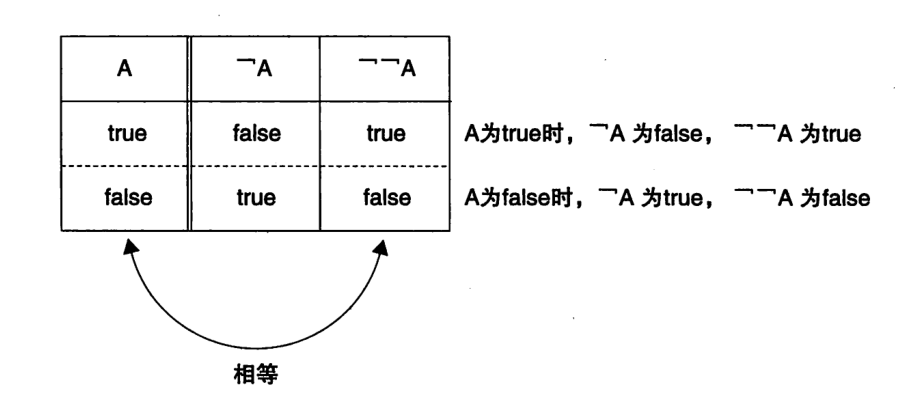 A ￢A ￢￢A
true false true A为true时，￢A 为false，￢￢A 为true
false true false A为false时，￢A 为true，￢￢A 为false
相等